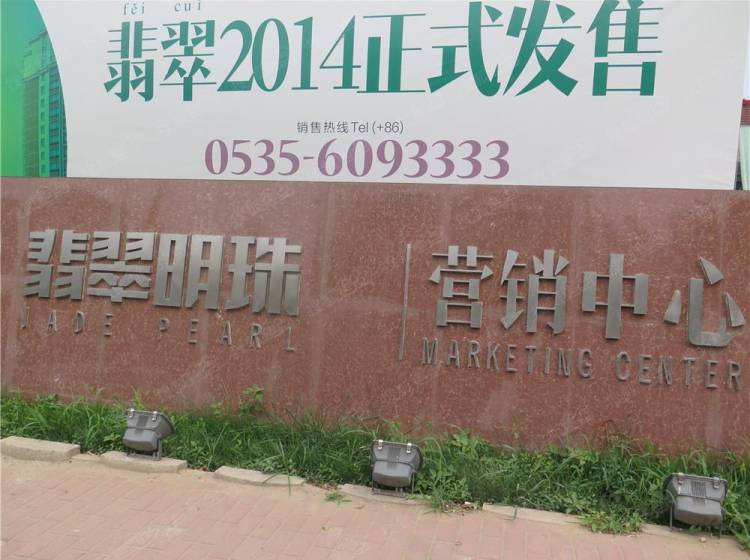 fěi cuì
翡翠2014正式发售
销售热线Tel (+86)
0535-6093333
翡翠明珠
JADE PEARL
营销中心
MARKETING CENTER